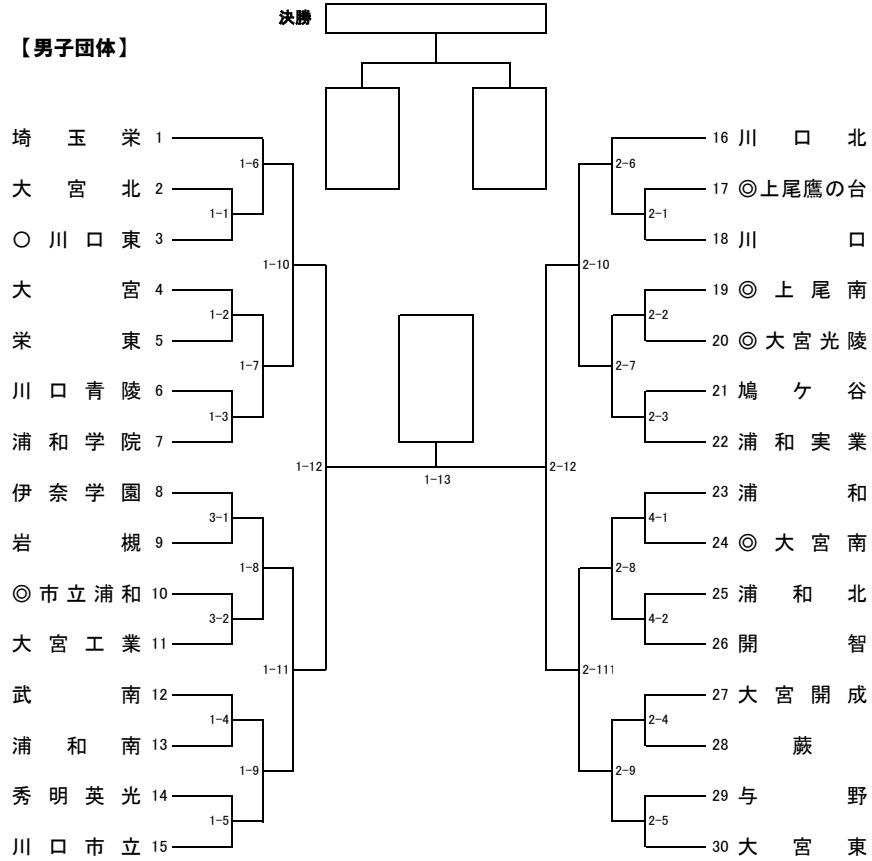 決勝
【男子団体】
埼玉栄 1
大宮北 2
〇川口東 3
大宮 4
栄東 5
川口青陵 6
浦和学院 7
伊奈学園 8
岩槻 9
◎市立浦和 10
大宮工業 11
武南 12
浦和南 13
秀明英光 14
川口市立 15
1-6
1-1
1-10
1-2
1-7
1-3
1-12
3-1
1-8
3-2
1-11
1-4
1-9
1-5
1-13
2-6
2-1
2-10
2-2
2-7
2-3
2-12
4-1
2-8
4-2
2-111
2-4
2-9
2-5
16 川口北
17 ◎上尾鷹の台
18 川口
19 ◎上尾南
20 ◎大宮光陵
21 鳩ケ谷
22 浦和実業
23 浦和
24 ◎大宮南
25 浦和北
26 開智
27 大宮開成
28 蕨
29 与野
30 大宮東